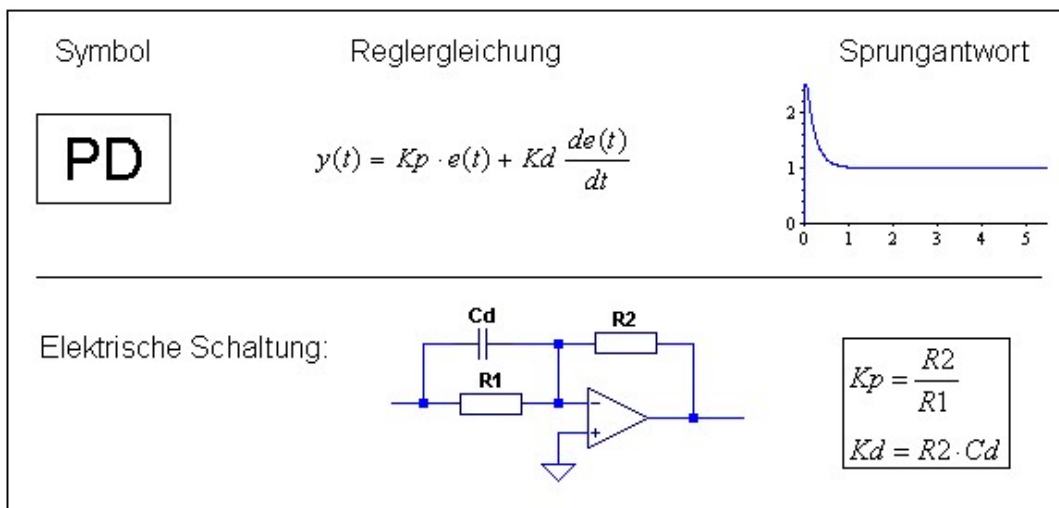 Symbol Reglergleichung Sprungantwort
PD
y(t) = Kp · e(t) + Kd de(t)/dt
2
1
0
0 1 2 3 4 5
Elektrische Schaltung:
Cd
R2
R1
−
+
Kp = R2/R1
Kd = R2 · Cd